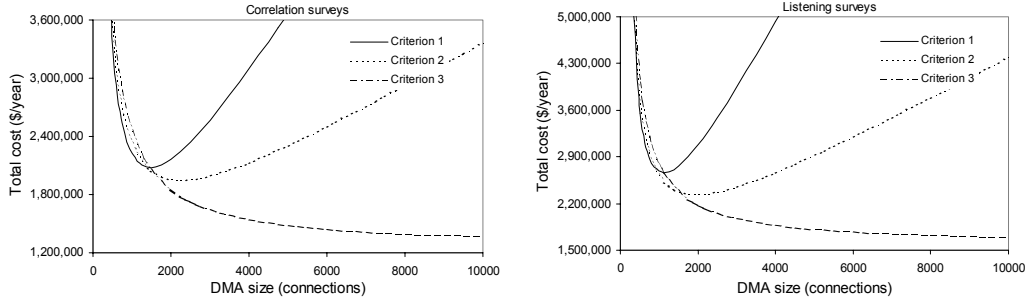 Correlation surveys
3,600,000
3,000,000
2,400,000
1,800,000
1,200,000
Total cost ($/year)
Criterion 1
Criterion 2
Criterion 3
0
2000
4000
6000
8000
10000
DMA size (connections)
Listening surveys
5,000,000
4,300,000
3,600,000
2,900,000
2,200,000
1,500,000
Total cost ($/year)
Criterion 1
Criterion 2
Criterion 3
0
2000
4000
6000
8000
10000
DMA size (connections)